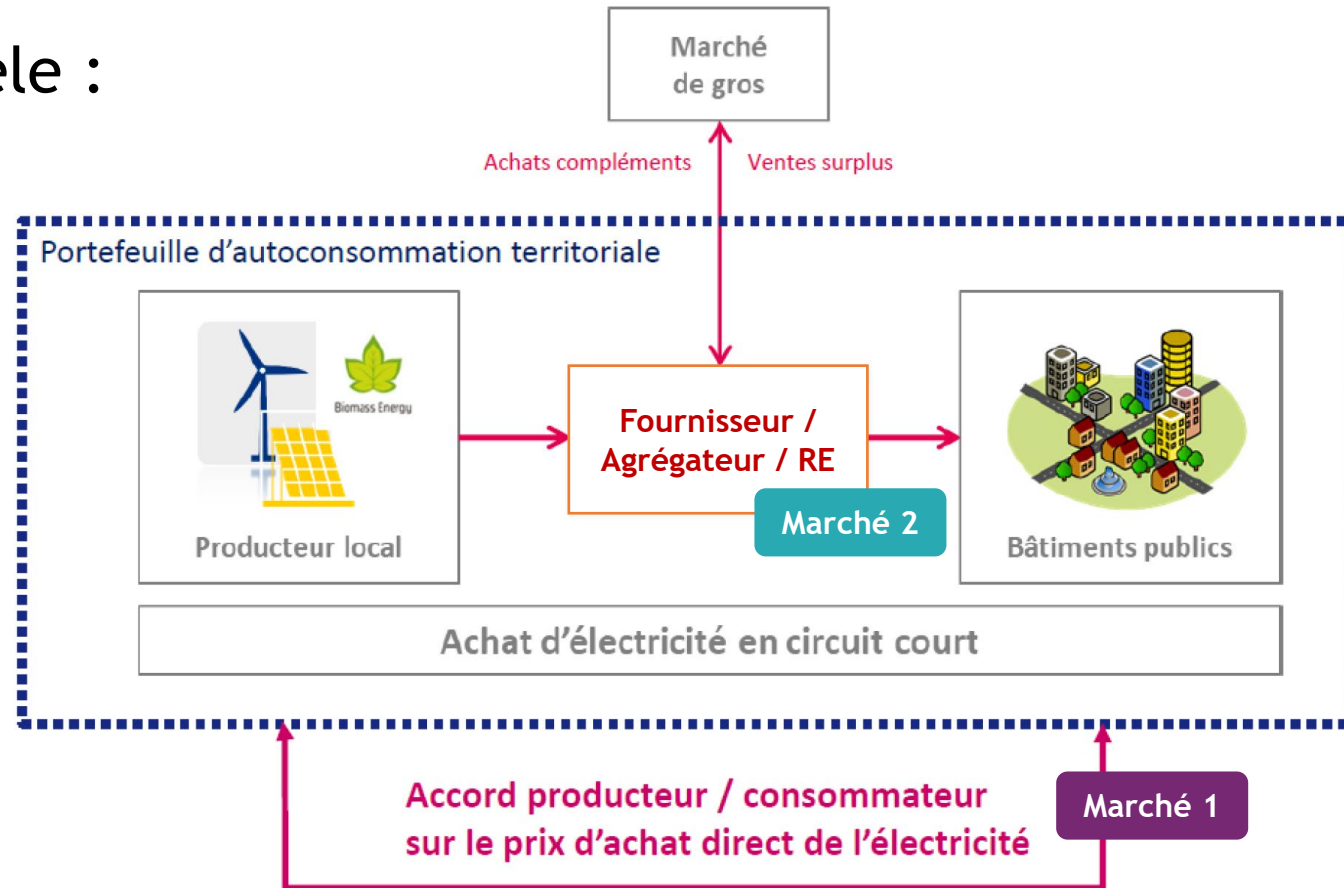 èle :
Marché
de gros
Achats compléments
Ventes surplus
Portefeuille d'autoconsommation territoriale
Biomass Energy
Producteur local
Fournisseur /
Agrégateur / RE
Marché 2
Bâtiments publics
Achat d'électricité en circuit court
Accord producteur / consommateur
sur le prix d'achat direct de l'électricité
Marché 1